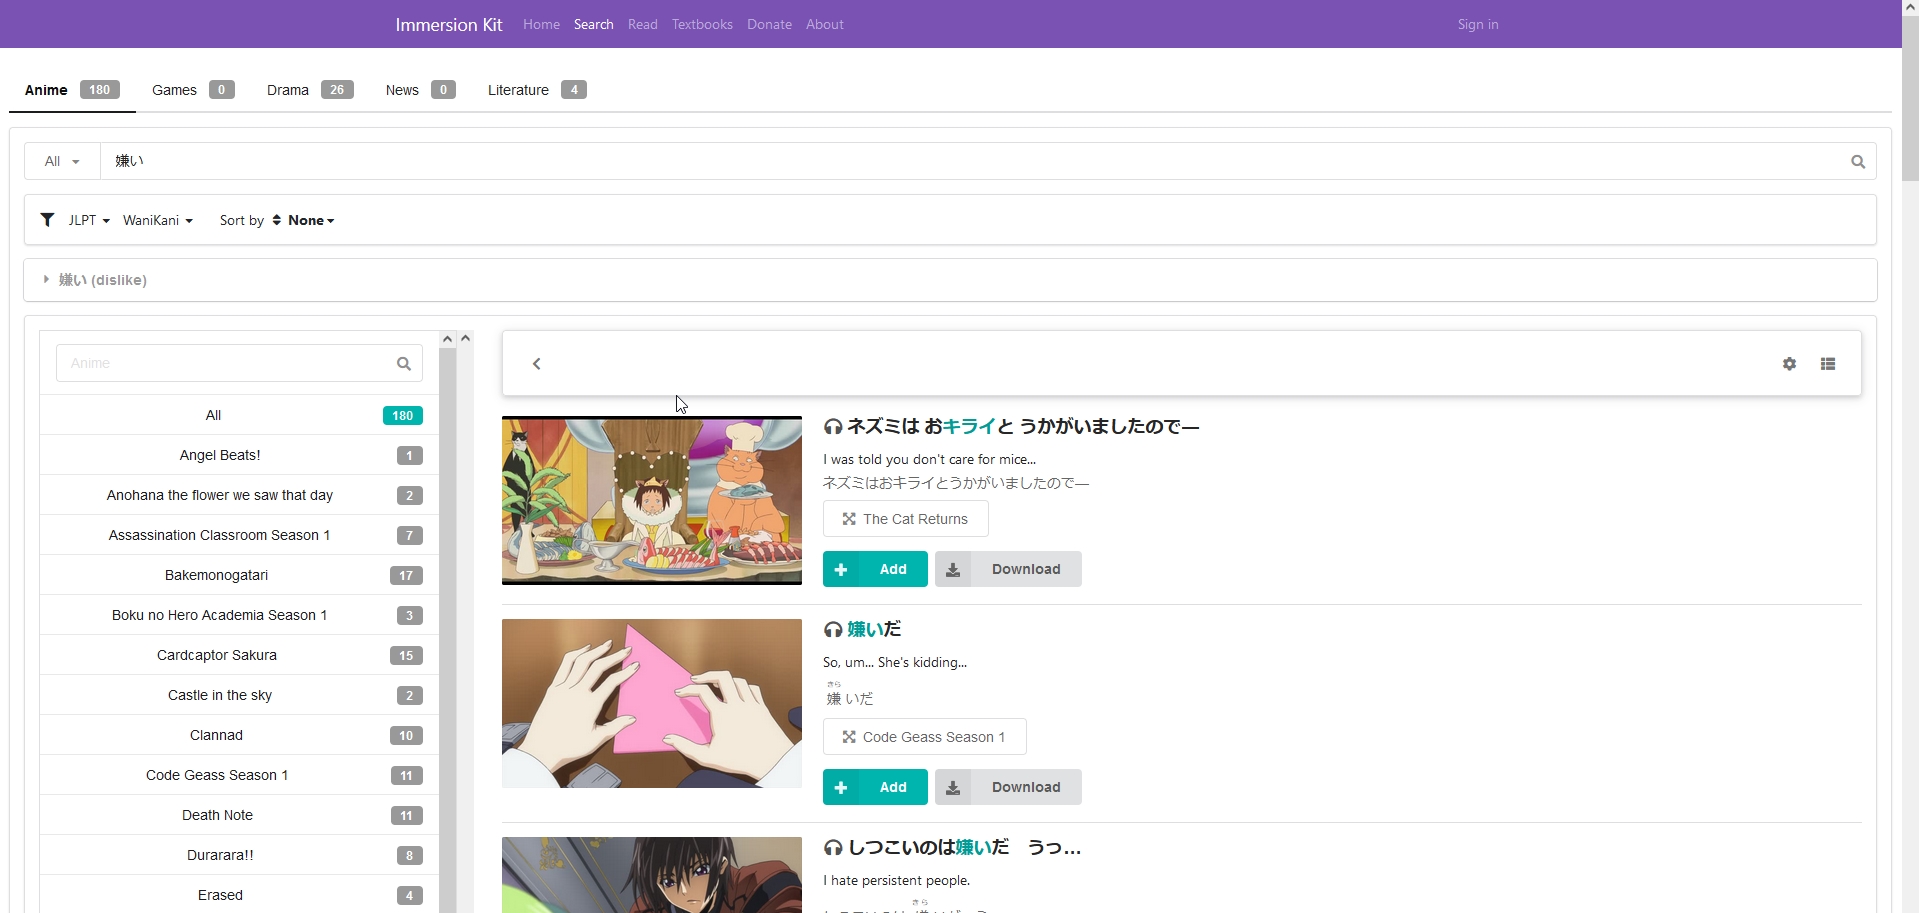 Immersion Kit Home Search Read Textbooks Donate About Sign in
Anime 180 Games 0 Drama 26 News 0 Literature 4
All 嫌い
JLPT WaniKani Sort by None
嫌い (dislike)
Anime
All 180
Angel Beats! 1
Anohana the flower we saw that day 2
Assassination Classroom Season 1 7
Bakemonogatari 17
Boku no Hero Academia Season 1 3
Cardcaptor Sakura 15
Castle in the sky 2
Clannad 10
Code Geass Season 1 11
Death Note 11
Durarara!! 8
Erased 4
ネズミは おキライと うかがいましたので―
I was told you don't care for mice...
ネズミはおキライとうかがいましたので―
The Cat Returns
Add Download
嫌いだ
So, um... She's kidding...
きら
嫌いだ
Code Geass Season 1
Add Download
しつこいのは嫌いだ　うっ…
I hate persistent people.
きら